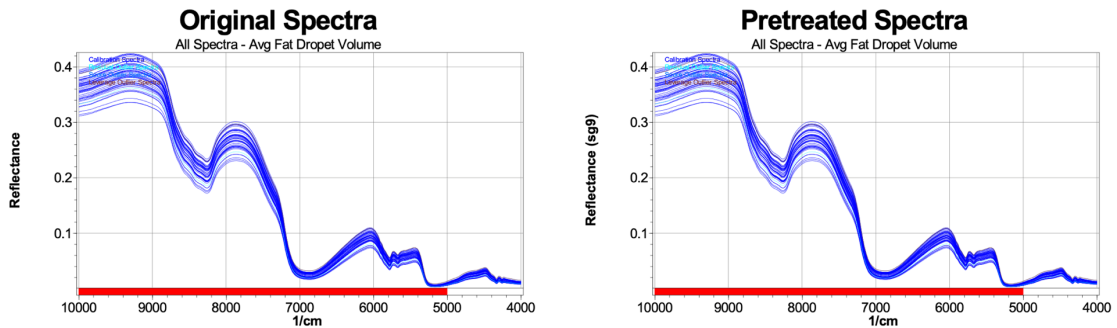 Original Spectra
All Spectra - Avg Fat Dropet Volume
Calibration Spectra
Reflectance
0.4
0.3
0.2
0.1
10000 9000 8000 7000 6000 5000 4000
1/cm
Pretreated Spectra
All Spectra - Avg Fat Dropet Volume
Calibration Spectra
Reflectance (sg9)
0.4
0.3
0.2
0.1
10000 9000 8000 7000 6000 5000 4000
1/cm